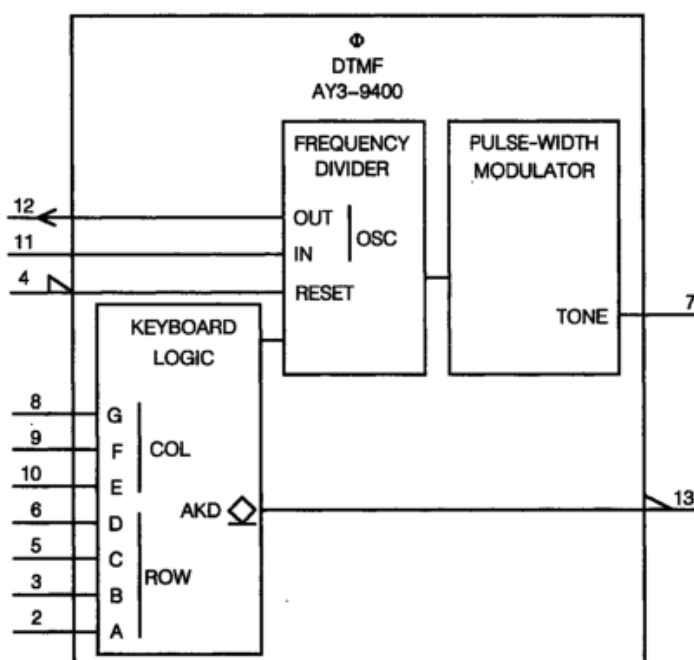 Φ
DTMF
AY3-9400
FREQUENCY
DIVIDER
PULSE-WIDTH
MODULATOR
12
OUT
OSC
11
IN
4
RESET
TONE
7
KEYBOARD
LOGIC
8
G
9
F
COL
10
E
6
D
AKD
13
5
C
ROW
3
B
2
A